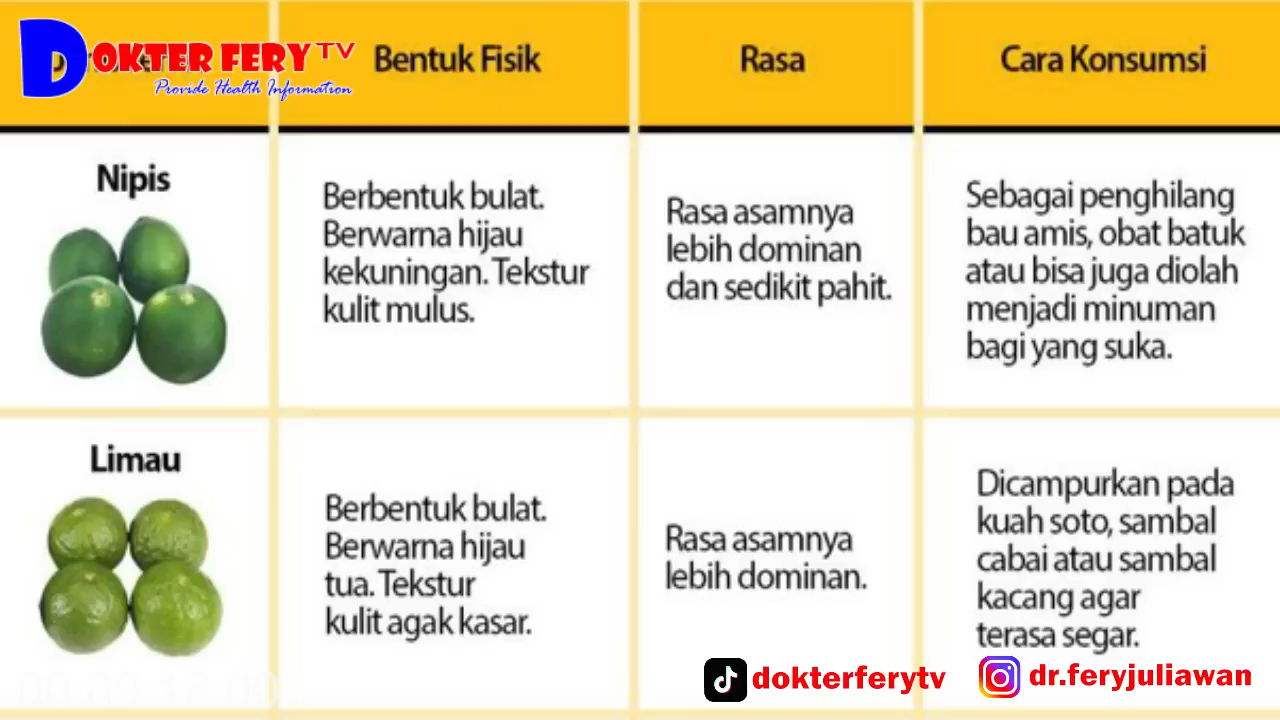 DOKTER FERY TV
Provide Health Information
Bentuk Fisik
Rasa
Cara Konsumsi
Nipis
Berbentuk bulat.
Berwarna hijau
kekuningan. Tekstur
kulit mulus.
Rasa asamnya
lebih dominan
dan sedikit pahit.
Sebagai penghilang
bau amis, obat batuk
atau bisa juga diolah
menjadi minuman
bagi yang suka.
Limau
Berbentuk bulat.
Berwarna hijau
tua. Tekstur
kulit agak kasar.
Rasa asamnya
lebih dominan.
Dicampurkan pada
kuah soto, sambal
cabai atau sambal
kacang agar
terasa segar.
dokterferytv
dr.feryjuliawan